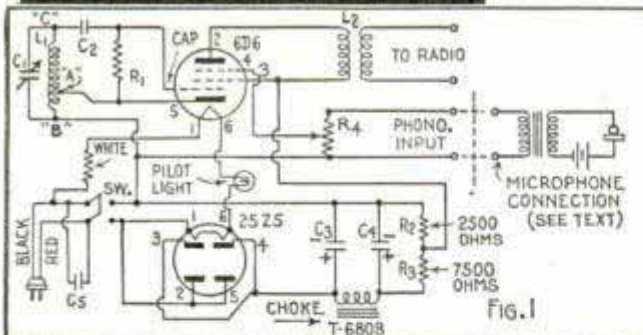 "C"
C2
L1
C1
"A"
R1
CAP
2
6D6
4
3
5
1
6
L2
TO RADIO
"B"
WHITE
PILOT
LIGHT
R4
PHONO.
INPUT
MICROPHONE
CONNECTION
(SEE TEXT)
BLACK
RED
SW.
C5
1
6
25Z5
3
4
2
5
C3
C4
R2
2500
OHMS
R3
7500
OHMS
CHOKE
T-6803
FIG. 1